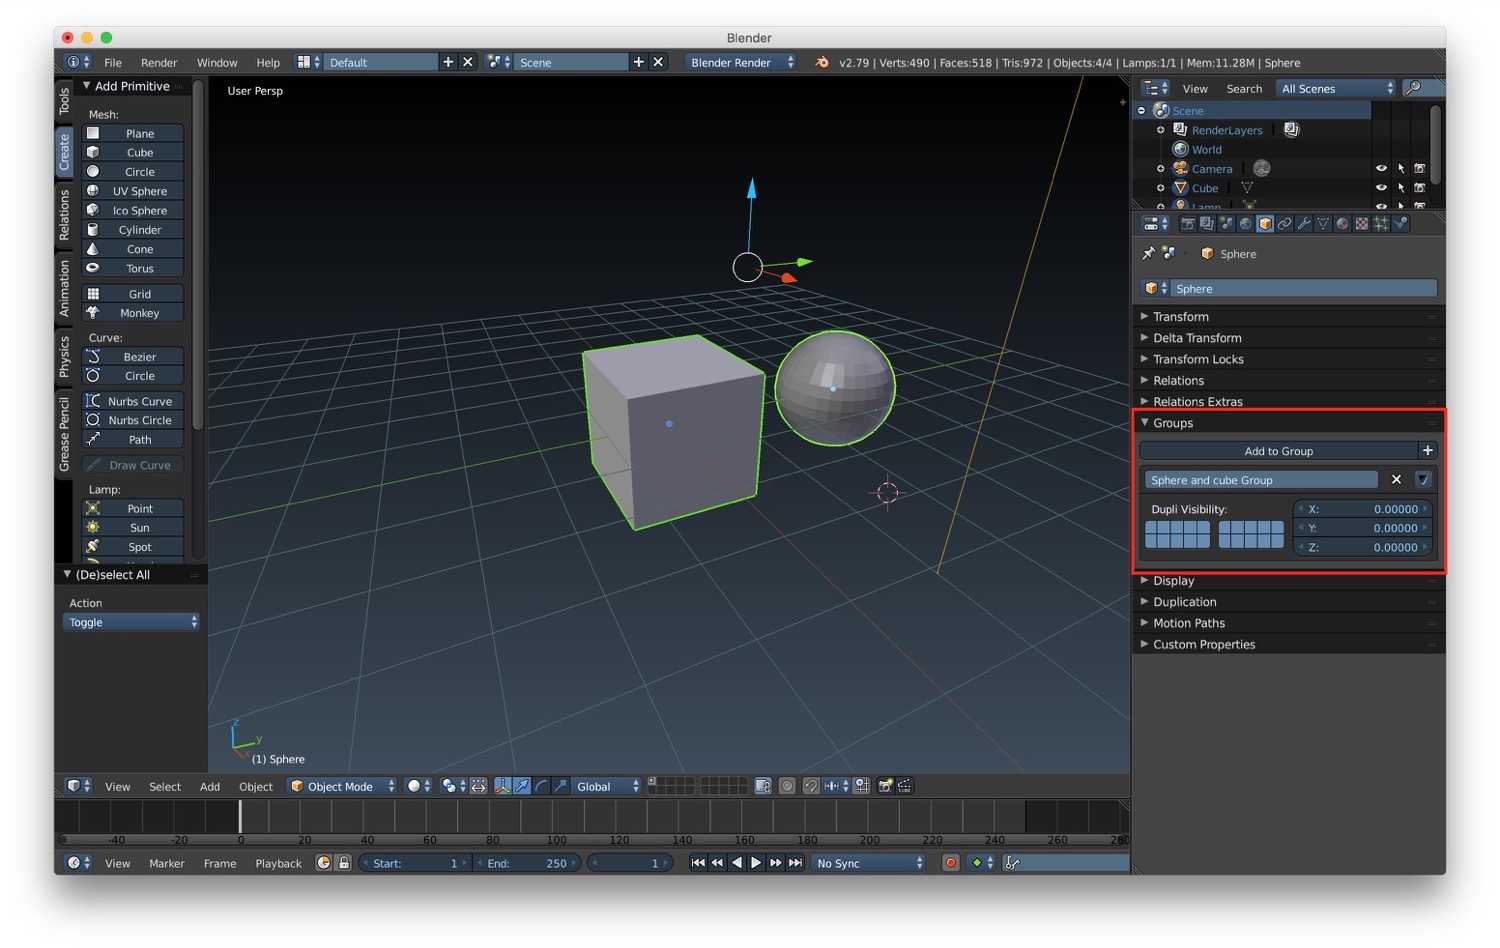 Blender
File Render Window Help Default Scene Blender Render v2.79 | Verts:490 | Faces:518 | Tris:972 | Objects:4/4 | Lamps:1/1 | Mem:11.28M | Sphere
Tools
Create
Relations
Animation
Physics
Grease Pencil
Add Primitive
Mesh:
Plane
Cube
Circle
UV Sphere
Ico Sphere
Cylinder
Cone
Torus
Grid
Monkey
Curve:
Bezier
Circle
Nurbs Curve
Nurbs Circle
Path
Draw Curve
Lamp:
Point
Sun
Spot
(De)select All
Action
Toggle
User Persp
z
y
x
(1) Sphere
View Search All Scenes
Scene
RenderLayers
World
Camera
Cube
Lamp
Sphere
Sphere
Transform
Delta Transform
Transform Locks
Relations
Relations Extras
Groups
Add to Group
Sphere and cube Group
Dupli Visibility:
X: 0.00000
Y: 0.00000
Z: 0.00000
Display
Duplication
Motion Paths
Custom Properties
View Select Add Object Object Mode Global
-40 -20 0 20 40 60 80 100 120 140 160 180 200 220 240 260
View Marker Frame Playback Start: 1 End: 250 1 No Sync